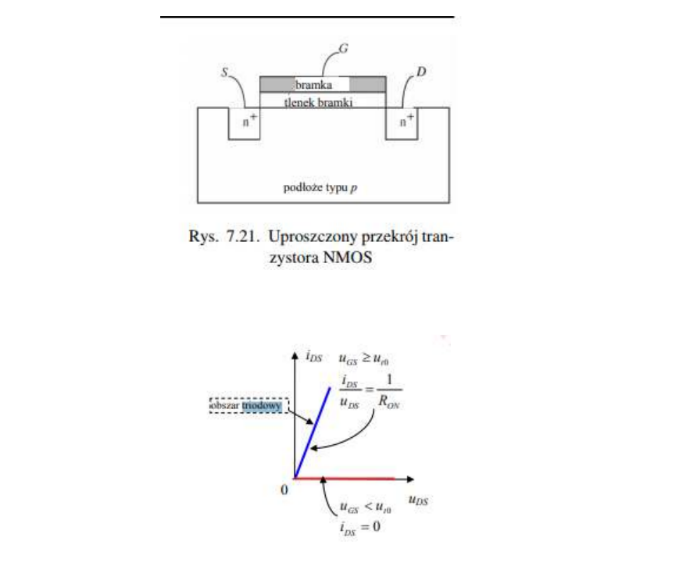 G
S
D
bramka
tlenek bramki
n+
n+
podłoże typu p
Rys. 7.21. Uproszczony przekrój tran-
zystora NMOS
iDS uGS ≥ ut0
iDS / uDS = 1 / RON
obszar triodowy
0
uDS
uGS < ut0
iDS = 0